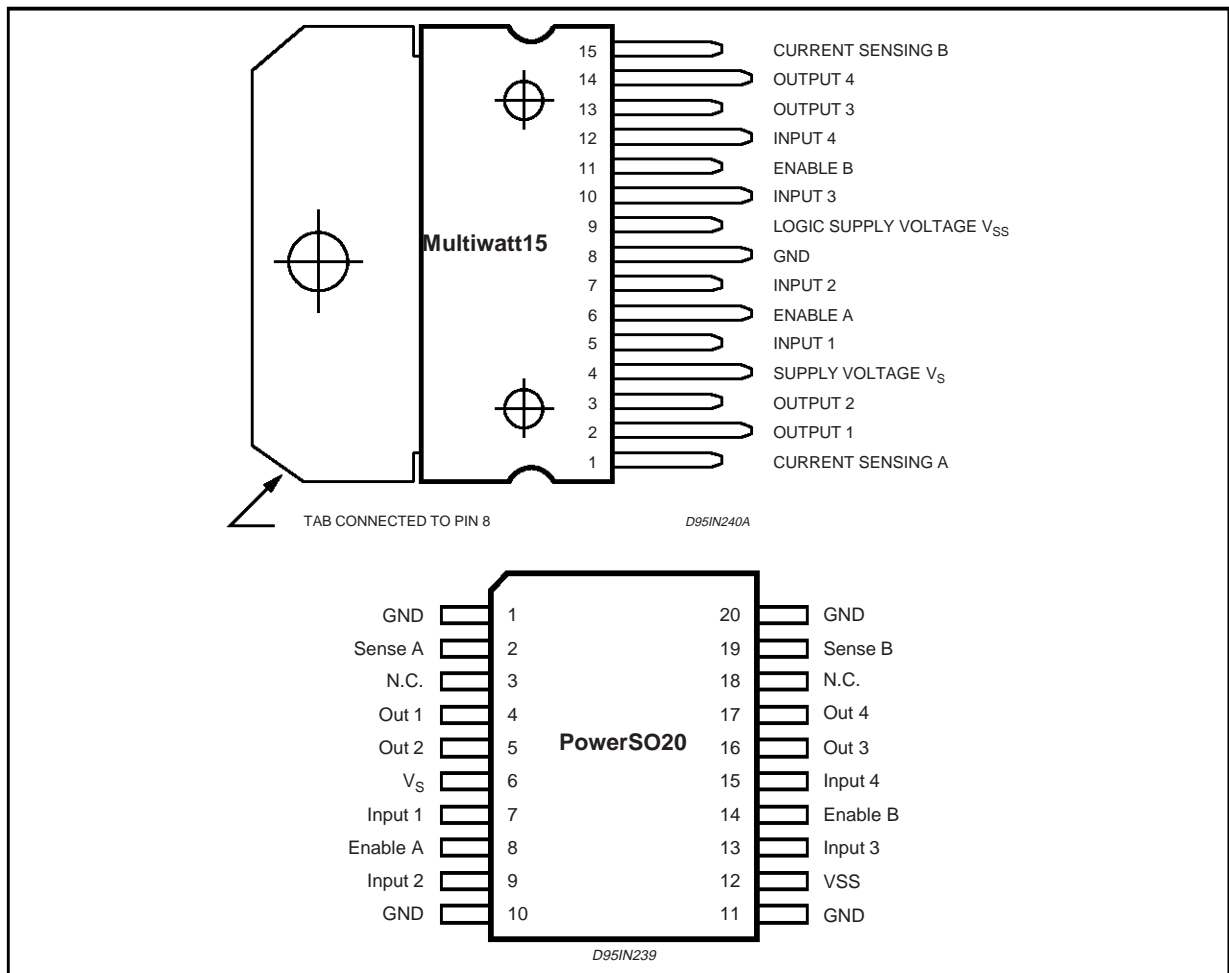 15 CURRENT SENSING B
14 OUTPUT 4
13 OUTPUT 3
12 INPUT 4
11 ENABLE B
10 INPUT 3
9 LOGIC SUPPLY VOLTAGE VSS
Multiwatt15
8 GND
7 INPUT 2
6 ENABLE A
5 INPUT 1
4 SUPPLY VOLTAGE VS
3 OUTPUT 2
2 OUTPUT 1
1 CURRENT SENSING A
TAB CONNECTED TO PIN 8
D95IN240A
GND 1 20 GND
Sense A 2 19 Sense B
N.C. 3 18 N.C.
Out 1 4 17 Out 4
Out 2 5 PowerSO20 16 Out 3
VS 6 15 Input 4
Input 1 7 14 Enable B
Enable A 8 13 Input 3
Input 2 9 12 VSS
GND 10 11 GND
D95IN239